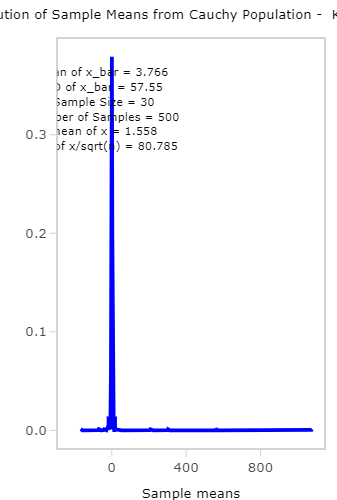 ution of Sample Means from Cauchy Population - K
an of x_bar = 3.766
D of x_bar = 57.55
Sample Size = 30
ber of Samples = 500
mean of x = 1.558
of x/sqrt(n) = 80.785
0.3
0.2
0.1
0.0
0 400 800
Sample means